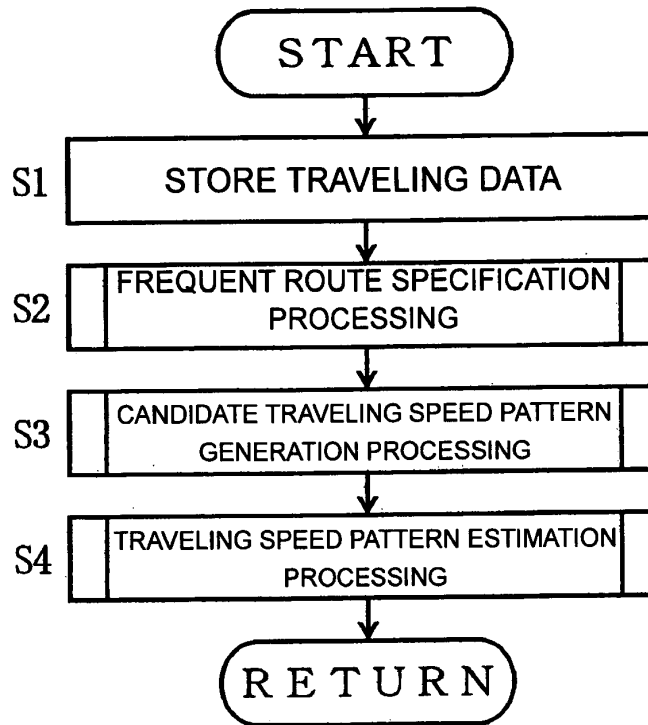 START
S1 STORE TRAVELING DATA
S2 FREQUENT ROUTE SPECIFICATION
PROCESSING
S3 CANDIDATE TRAVELING SPEED PATTERN
GENERATION PROCESSING
S4 TRAVELING SPEED PATTERN ESTIMATION
PROCESSING
RETURN